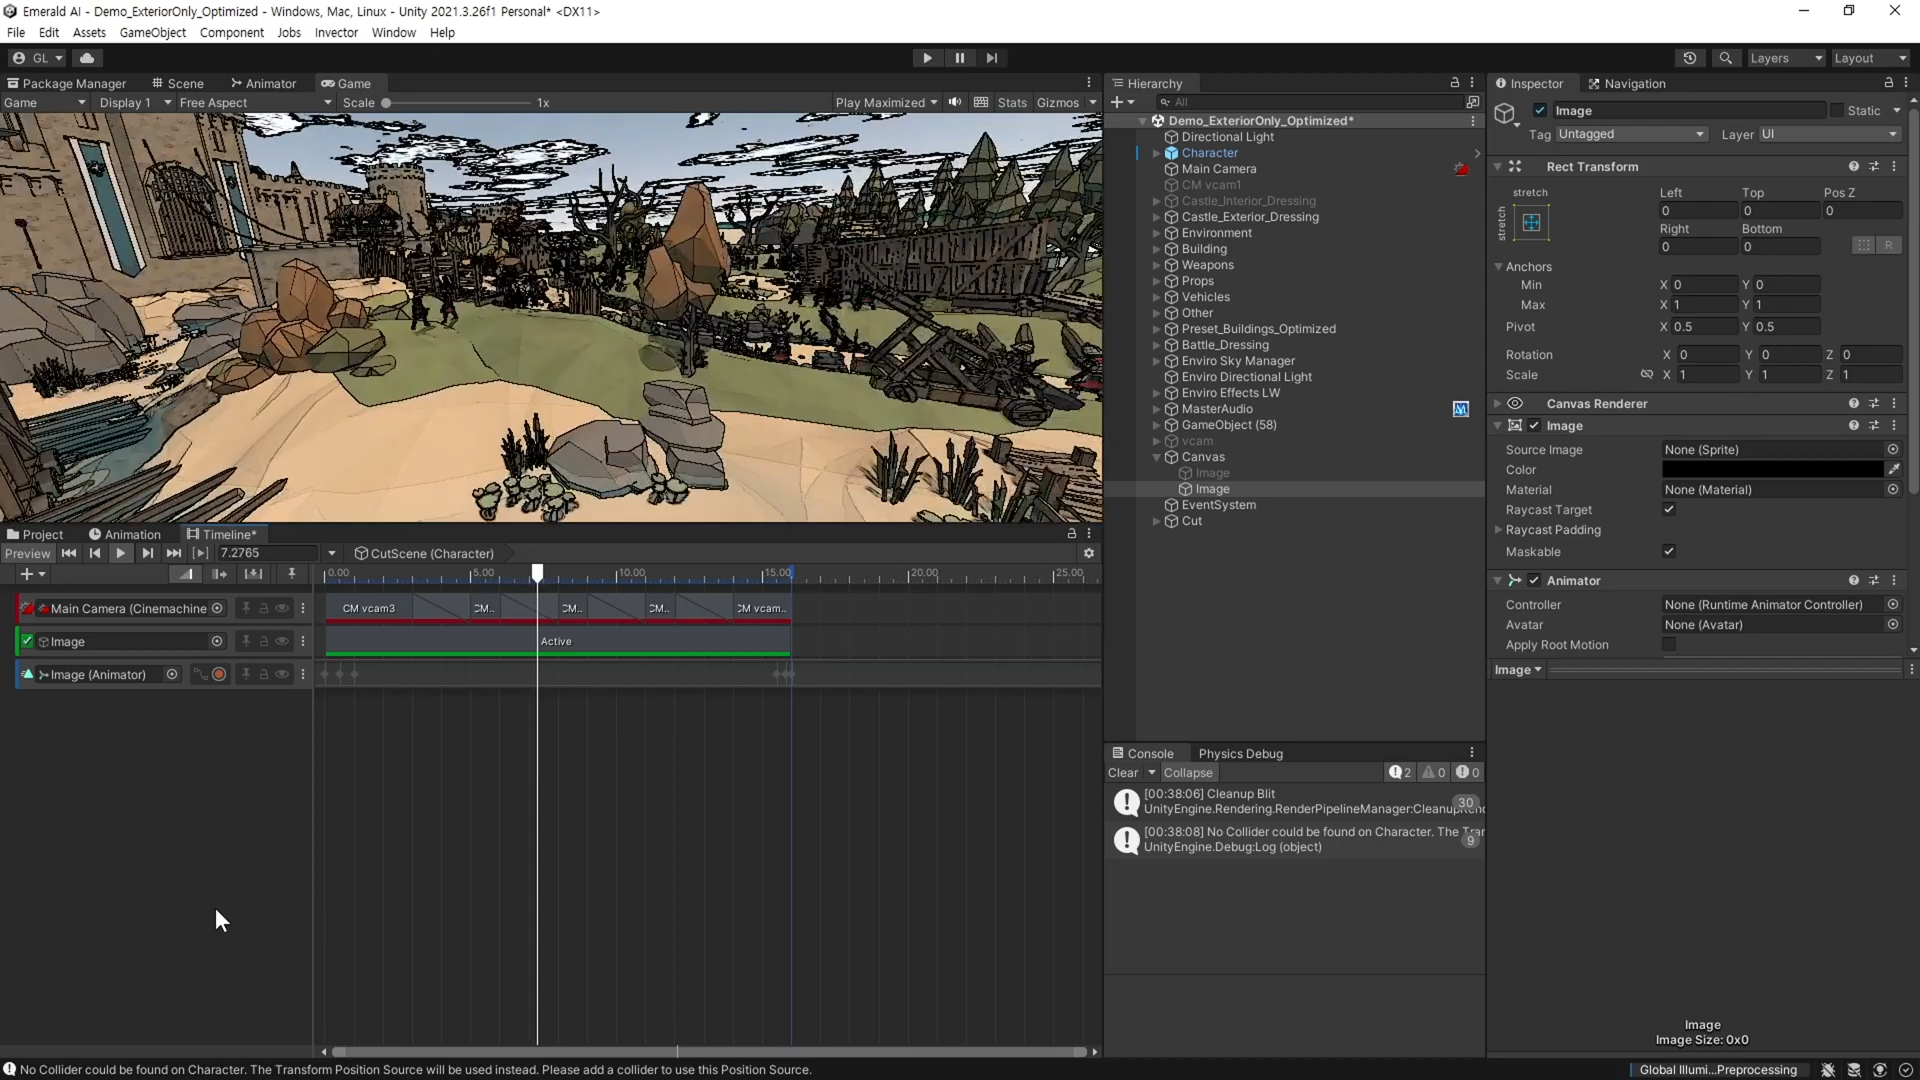 Emerald AI - Demo_ExteriorOnly_Optimized - Windows, Mac, Linux - Unity 2021.3.26f1 Personal* <DX11>
File Edit Assets GameObject Component Jobs Invector Window Help
GL
Layers Layout
Package Manager Scene Animator Game
Game Display 1 Free Aspect Scale 1x Play Maximized Stats Gizmos
Hierarchy
All
Demo_ExteriorOnly_Optimized*
Directional Light
Character
Main Camera
CM vcam1
Castle_Interior_Dressing
Castle_Exterior_Dressing
Environment
Building
Weapons
Props
Vehicles
Other
Preset_Buildings_Optimized
Battle_Dressing
Enviro Sky Manager
Enviro Directional Light
Enviro Effects LW
MasterAudio
GameObject (58)
vcam
Canvas
Image
Image
EventSystem
Cut
Inspector Navigation
Image Static
Tag Untagged Layer UI
Rect Transform
stretch Left Top Pos Z
stretch
0 0 0
Right Bottom
0 0 R
Anchors
Min X 0 Y 0
Max X 1 Y 1
Pivot X 0.5 Y 0.5
Rotation X 0 Y 0 Z 0
Scale X 1 Y 1 Z 1
Canvas Renderer
Image
Source Image None (Sprite)
Color
Material None (Material)
Raycast Target
Raycast Padding
Maskable
Animator
Controller None (Runtime Animator Controller)
Avatar None (Avatar)
Apply Root Motion
Image
Image
Image Size: 0x0
Project Animation Timeline*
Preview 7.2765 CutScene (Character)
0.00 5.00 10.00 15.00 20.00 25.00
Main Camera (Cinemachine CM vcam3 CM.. CM.. CM.. CM vcam..
Image Active
Image (Animator)
Console Physics Debug
Clear Collapse 2 0 0
[00:38:06] Cleanup Blit
UnityEngine.Rendering.RenderPipelineManager:Cleanup 30
[00:38:08] No Collider could be found on Character. The Tran
UnityEngine.Debug:Log (object) 9
No Collider could be found on Character. The Transform Position Source will be used instead. Please add a collider to use this Position Source.
Global Illumi...Preprocessing